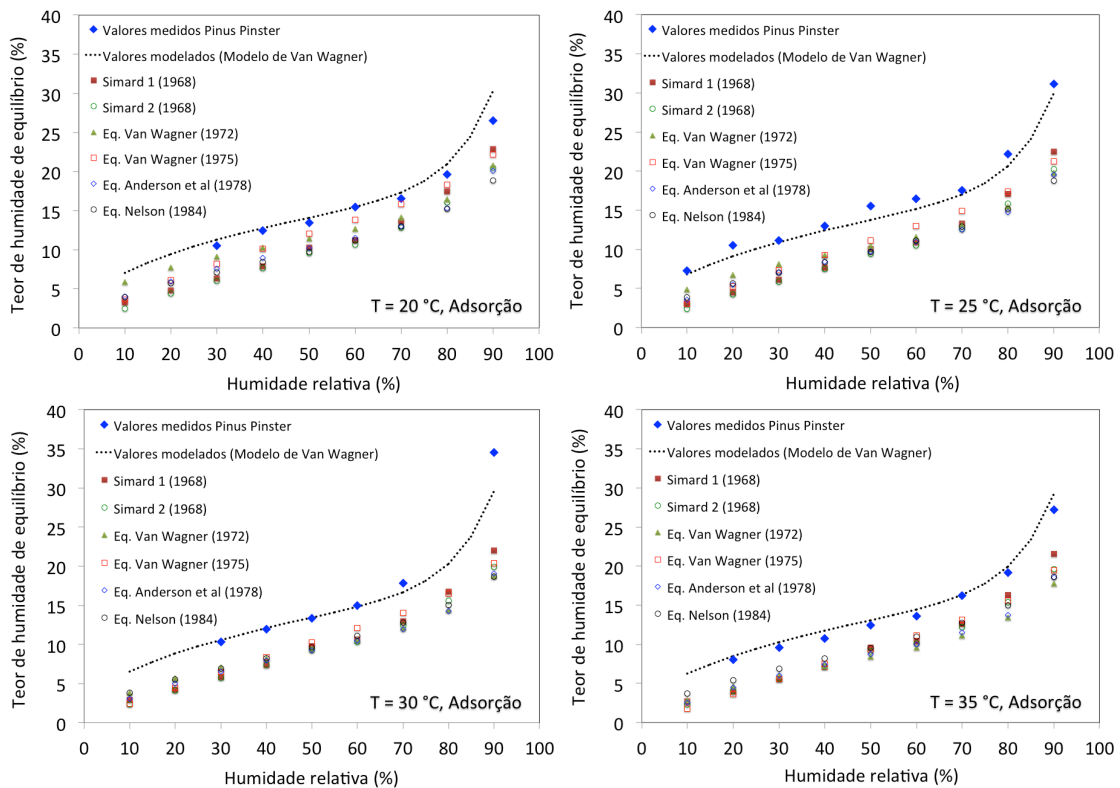 Teor de humidade de equilíbrio (%)
40
35
30
25
20
15
10
5
0
Valores medidos Pinus Pinster
Valores modelados (Modelo de Van Wagner)
Simard 1 (1968)
Simard 2 (1968)
Eq. Van Wagner (1972)
Eq. Van Wagner (1975)
Eq. Anderson et al (1978)
Eq. Nelson (1984)
T = 20 °C, Adsorção
0 10 20 30 40 50 60 70 80 90 100
Humidade relativa (%)
Teor de humidade de equilíbrio (%)
40
35
30
25
20
15
10
5
0
Valores medidos Pinus Pinster
Valores modelados (Modelo de Van Wagner)
Simard 1 (1968)
Simard 2 (1968)
Eq. Van Wagner (1972)
Eq. Van Wagner (1975)
Eq. Anderson et al (1978)
Eq. Nelson (1984)
T = 25 °C, Adsorção
0 10 20 30 40 50 60 70 80 90 100
Humidade relativa (%)
Teor de humidade de equilíbrio (%)
40
35
30
25
20
15
10
5
0
Valores medidos Pinus Pinster
Valores modelados (Modelo de Van Wagner)
Simard 1 (1968)
Simard 2 (1968)
Eq. Van Wagner (1972)
Eq. Van Wagner (1975)
Eq. Anderson et al (1978)
Eq. Nelson (1984)
T = 30 °C, Adsorção
0 10 20 30 40 50 60 70 80 90 100
Humidade relativa (%)
Teor de humidade de equilíbrio (%)
40
35
30
25
20
15
10
5
0
Valores medidos Pinus Pinster
Valores modelados (Modelo de Van Wagner)
Simard 1 (1968)
Simard 2 (1968)
Eq. Van Wagner (1972)
Eq. Van Wagner (1975)
Eq. Anderson et al (1978)
Eq. Nelson (1984)
T = 35 °C, Adsorção
0 10 20 30 40 50 60 70 80 90 100
Humidade relativa (%)